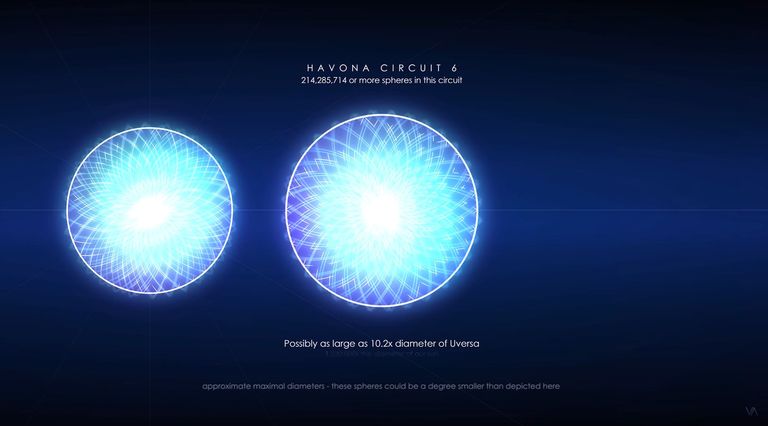 HAVONA CIRCUIT 6
214,285,714 or more spheres in this circuit
Possibly as large as 10.2x diameter of Uversa
approximate maximal diameters - these spheres could be a degree smaller than depicted here